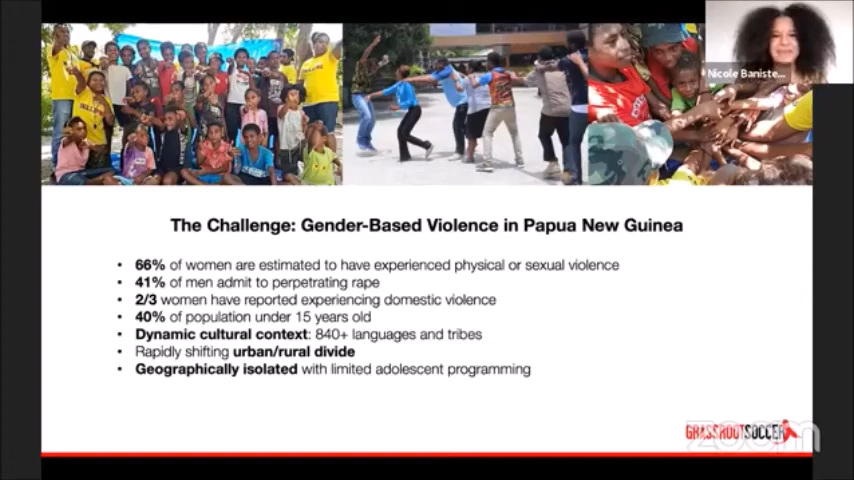 Nicole Baniste...
The Challenge: Gender-Based Violence in Papua New Guinea
• 66% of women are estimated to have experienced physical or sexual violence
• 41% of men admit to perpetrating rape
• 2/3 women have reported experiencing domestic violence
• 40% of population under 15 years old
• Dynamic cultural context: 840+ languages and tribes
• Rapidly shifting urban/rural divide
• Geographically isolated with limited adolescent programming
GRASSROOTSOCCER
zoom